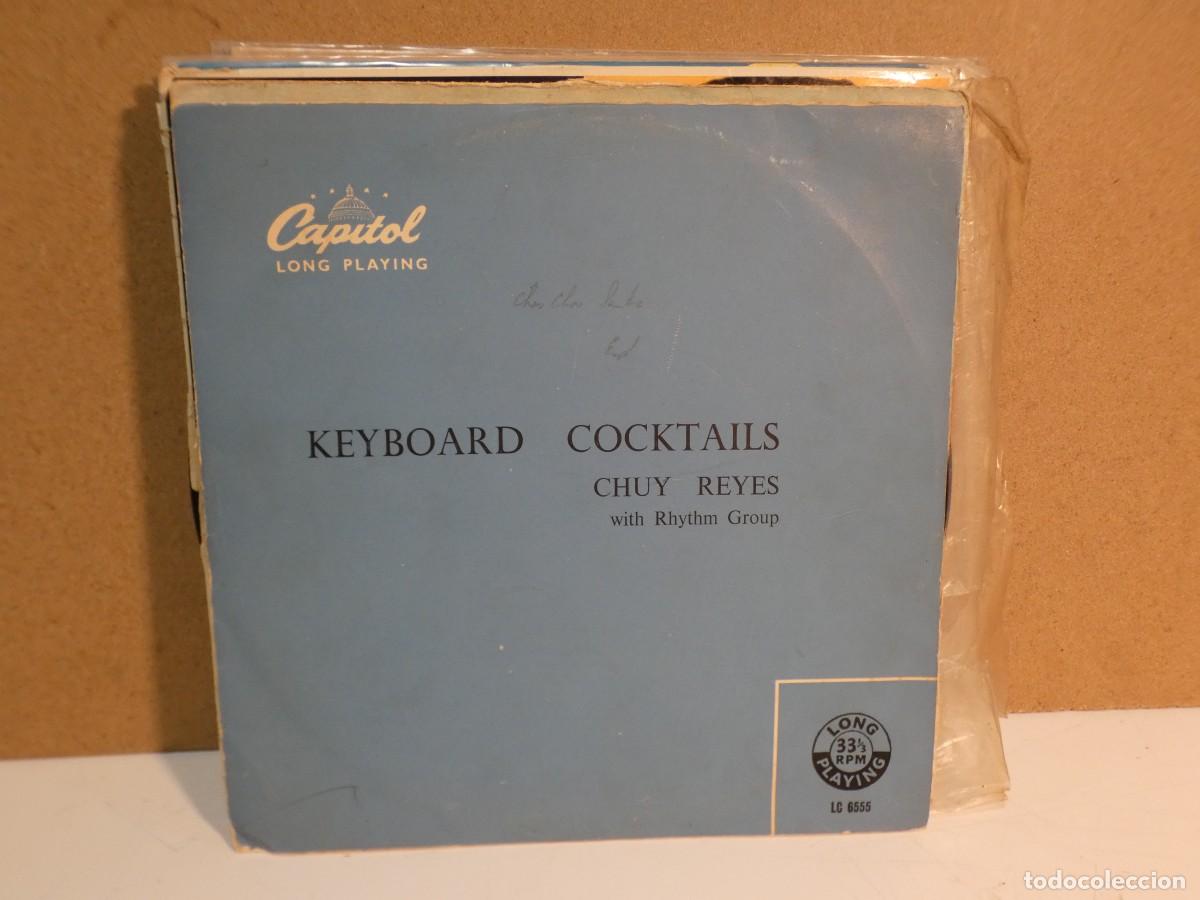 Capitol
LONG PLAYING
KEYBOARD COCKTAILS
CHUY REYES
with Rhythm Group
LONG
33⅓
RPM
PLAYING
LC 6555
todocoleccion